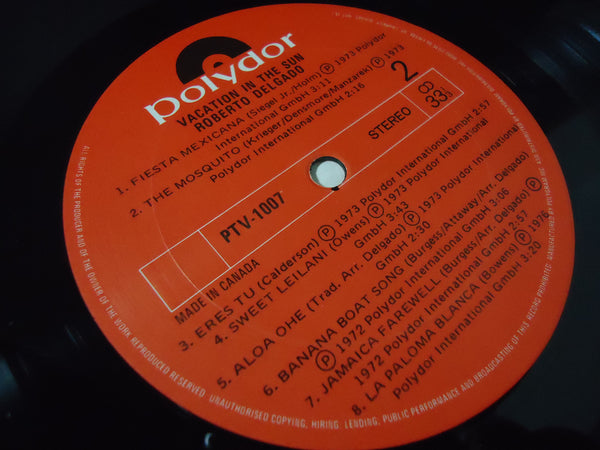 polydor
VACATION IN THE SUN
ROBERTO DELGADO
1. FIESTA MEXICANA (Siegel Jr./Holm) Ⓟ 1973 Polydor
International GmbH 3:11
2. THE MOSQUITO (Krieger/Densmore/Manzarek) Ⓟ 1973
Polydor International GmbH 2:16
2
33⅓
STEREO
PTV-1007
MADE IN CANADA
3. ERES TU (Calderson) Ⓟ 1973 Polydor International GmbH 2:57
4. SWEET LEILANI (Owens) Ⓟ 1973 Polydor International
GmbH 3:43
5. ALOA OHE (Trad. Arr. Delgado) Ⓟ 1973 Polydor International
GmbH 2:30
6. BANANA BOAT SONG (Burgess/Attaway/Arr. Delgado)
Ⓟ 1972 Polydor International GmbH 3:06
7. JAMAICA FAREWELL (Burgess/Arr. Delgado) Ⓟ
1972 Polydor International GmbH 2:57
8. LA PALOMA BLANCA (Bowens) Ⓟ 1976
Polydor International GmbH 3:20
ALL RIGHTS OF THE PRODUCER AND OF THE OWNER OF THE WORK REPRODUCED RESERVED. UNAUTHORISED COPYING, HIRING, LENDING, PUBLIC PERFORMANCE AND BROADCASTING OF THIS RECORD PROHIBITED.